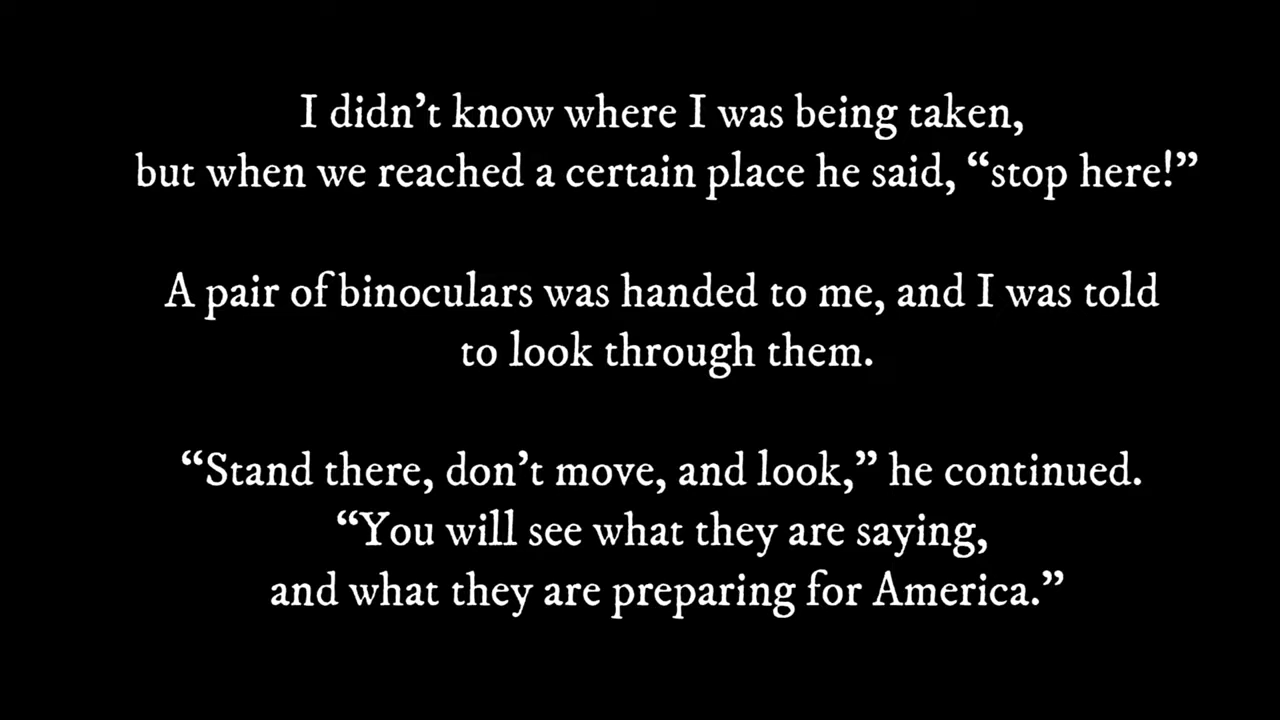 I didn’t know where I was being taken,
but when we reached a certain place he said, “stop here!”
A pair of binoculars was handed to me, and I was told
to look through them.
“Stand there, don’t move, and look,” he continued.
“You will see what they are saying,
and what they are preparing for America.”